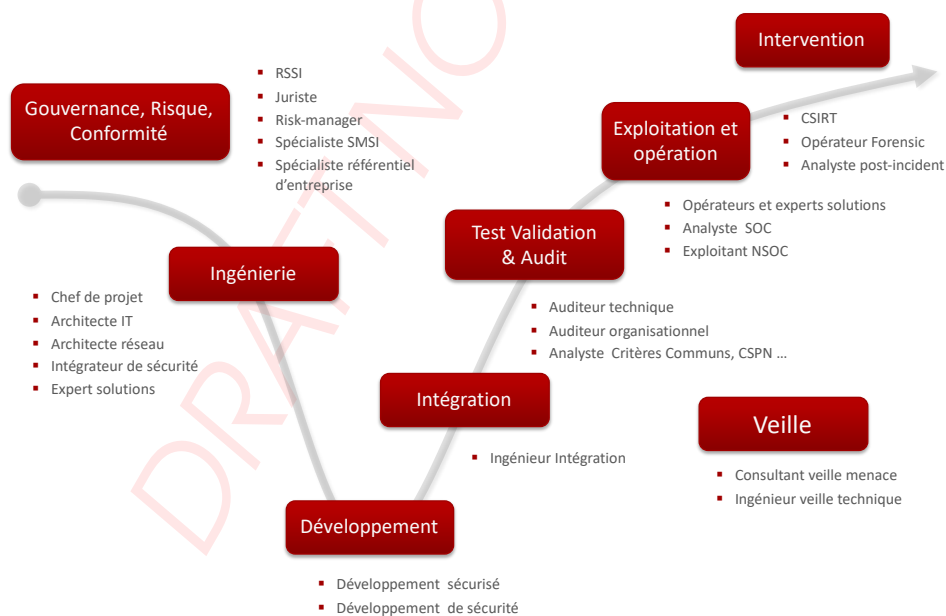 Intervention
Gouvernance, Risque,
Conformité
RSSI
Juriste
Risk-manager
Spécialiste SMSI
Spécialiste référentiel
d'entreprise
Exploitation et
opération
CSIRT
Opérateur Forensic
Analyste post-incident
Opérateurs et experts solutions
Analyste SOC
Exploitant NSOC
Test Validation
& Audit
Auditeur technique
Auditeur organisationnel
Analyste Critères Communs, CSPN ...
Ingénierie
Chef de projet
Architecte IT
Architecte réseau
Intégrateur de sécurité
Expert solutions
Intégration
Ingénieur Intégration
Veille
Consultant veille menace
Ingénieur veille technique
Développement
Développement sécurisé
Développement de sécurité
DRAFT NO